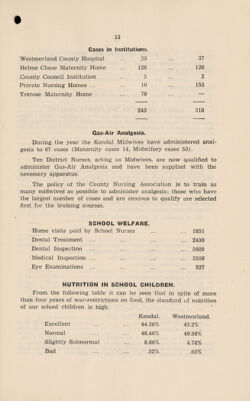 13
Cases in Institutions.
Westmorland County Hospital ... 23 ... 37
Helme Chase Maternity Home ... 128 ... 126
County Council Institution ... 3 ... 2
Private Nursing Homes ... ... 10 ... 153
Trerose Maternity Home ... 79 ... —
243 318
Gas-Air Analgesia.
During the year the Kendal Midwives have administered anal-
gesia to 67 cases (Maternity cases 14, Midwifery cases 53).
Ten District Nurses, acting as Midwives, are now qualified to
administer Gas-Air Analgesia and have been supplied with the
necessary apparatus.
The policy of the County Nursing Association is to train as
many midwives as possible to administer analgesia; those who have
the largest number of cases and are anxious to qualify are selected
first for the training courses.
SCHOOL WELFARE.
Home visits paid by School Nurses ... ... 1851
Dental Treatment ... ... ... ... 2430
Dental Inspection ... ... ... ... 5609
Medical Inspection ... ... ... ... 3558
Eye Examinations ... ... ... ... 337
NUTRITION IN SCHOOL CHILDREN.
From the following table it can be seen that in spite of more
than four years of war-restrictions on food, the standard of nutrition
of our school children is high.
Kendal. Westmorland.
Excellent ... ... 44.36% 45.2%
Normal ... ... 46.46% 49.98%
Slightly Subnormal ... 8.66% 4.78%
Bad ... ... .52% .03%